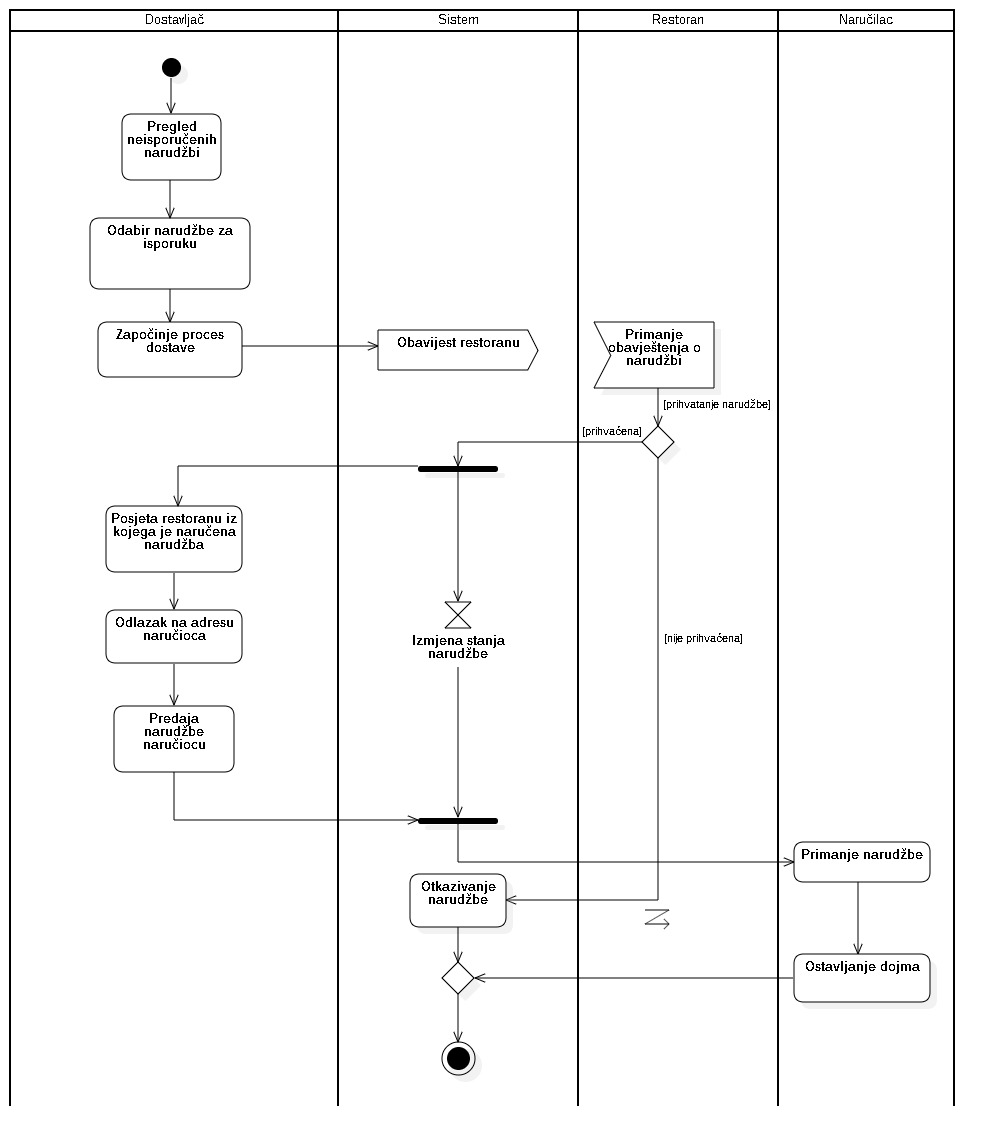 Dostavljač
Sistem
Restoran
Naručilac
Pregled
neisporučenih
narudžbi
Odabir narudžbe za
isporuku
Započinje proces
dostave
Obavijest restoranu
Primanje
obavještenja o
narudžbi
[prihvatanje narudžbe]
[prihvaćena]
Posjeta restoranu iz
kojega je naručena
narudžba
Odlazak na adresu
naručioca
Izmjena stanja
narudžbe
[nije prihvaćena]
Predaja
narudžbe
naručiocu
Primanje narudžbe
Otkazivanje
narudžbe
Ostavljanje dojma